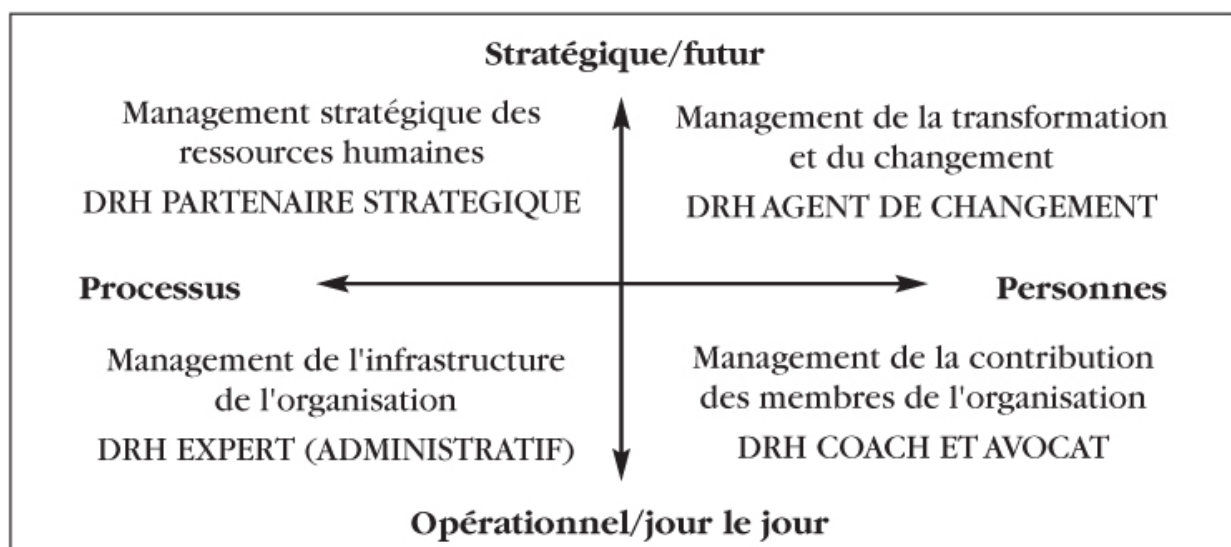 Stratégique/futur
Management stratégique des
ressources humaines
DRH PARTENAIRE STRATEGIQUE
Management de la transformation
et du changement
DRH AGENT DE CHANGEMENT
Processus
Personnes
Management de l'infrastructure
de l'organisation
DRH EXPERT (ADMINISTRATIF)
Management de la contribution
des membres de l'organisation
DRH COACH ET AVOCAT
Opérationnel/jour le jour